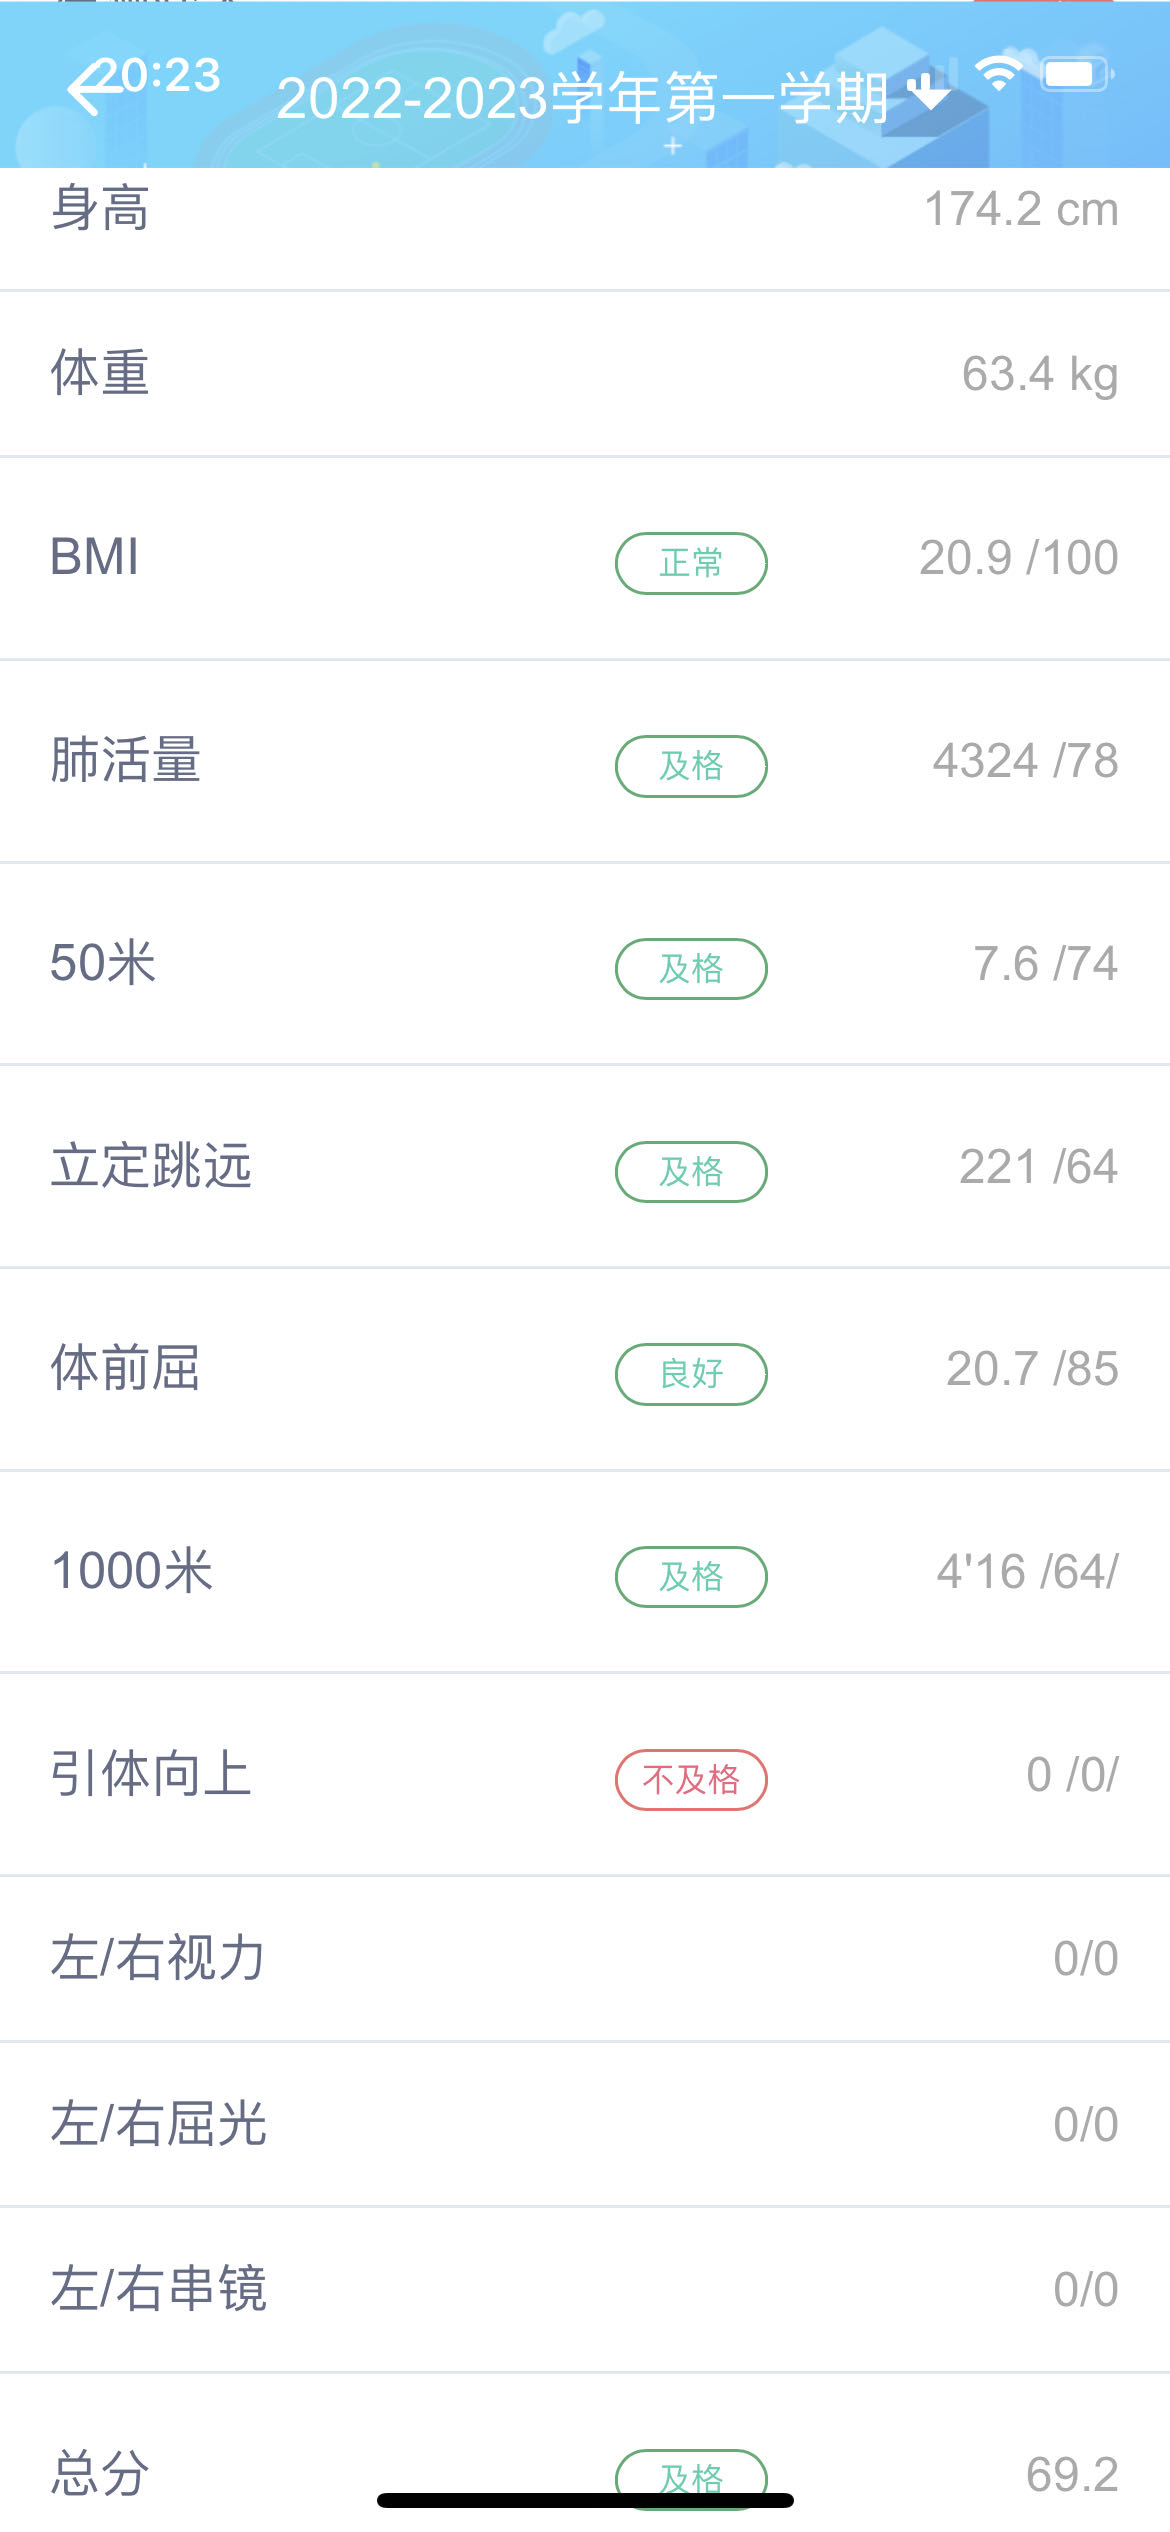 20:23
2022-2023学年第一学期
身高 174.2 cm
体重 63.4 kg
BMI 正常 20.9 /100
肺活量 及格 4324 /78
50米 及格 7.6 /74
立定跳远 及格 221 /64
体前屈 良好 20.7 /85
1000米 及格 4'16 /64/
引体向上 不及格 0 /0/
左/右视力 0/0
左/右屈光 0/0
左/右串镜 0/0
总分 及格 69.2